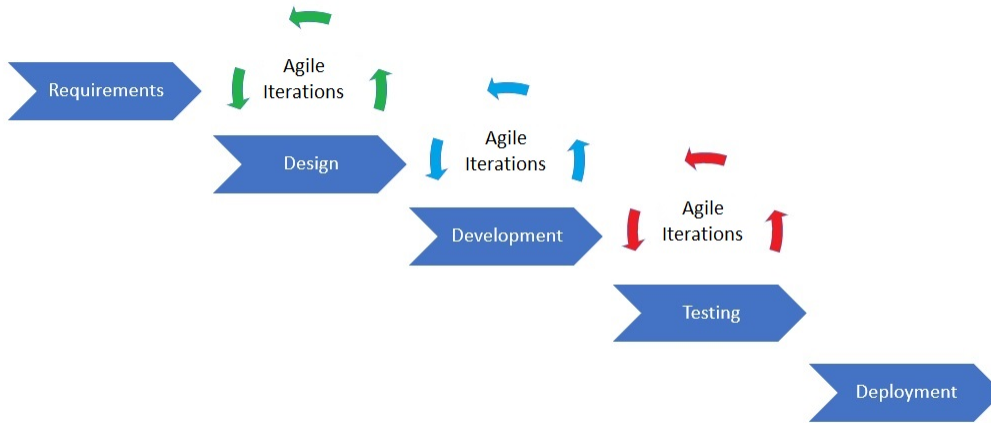 Requirements
Agile
Iterations
Design
Agile
Iterations
Development
Agile
Iterations
Testing
Deployment